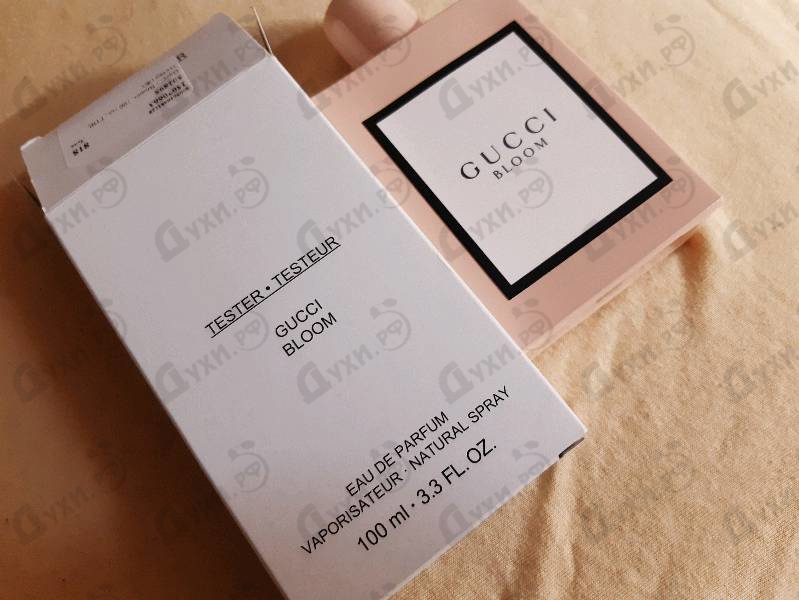 GUCCI
BLOOM
TESTER • TESTEUR
GUCCI
BLOOM
EAU DE PARFUM
VAPORISATEUR · NATURAL SPRAY
100 ml · 3.3 FL. OZ.
818
Духи.РФ